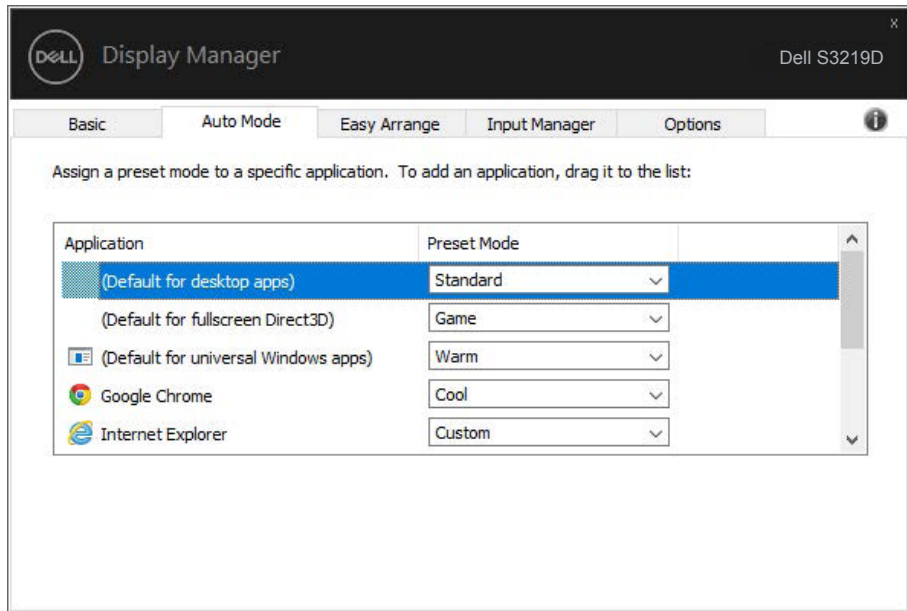 x
DELL Display Manager Dell S3219D
Basic Auto Mode Easy Arrange Input Manager Options i
Assign a preset mode to a specific application. To add an application, drag it to the list:
Application Preset Mode
(Default for desktop apps) Standard
(Default for fullscreen Direct3D) Game
(Default for universal Windows apps) Warm
Google Chrome Cool
Internet Explorer Custom